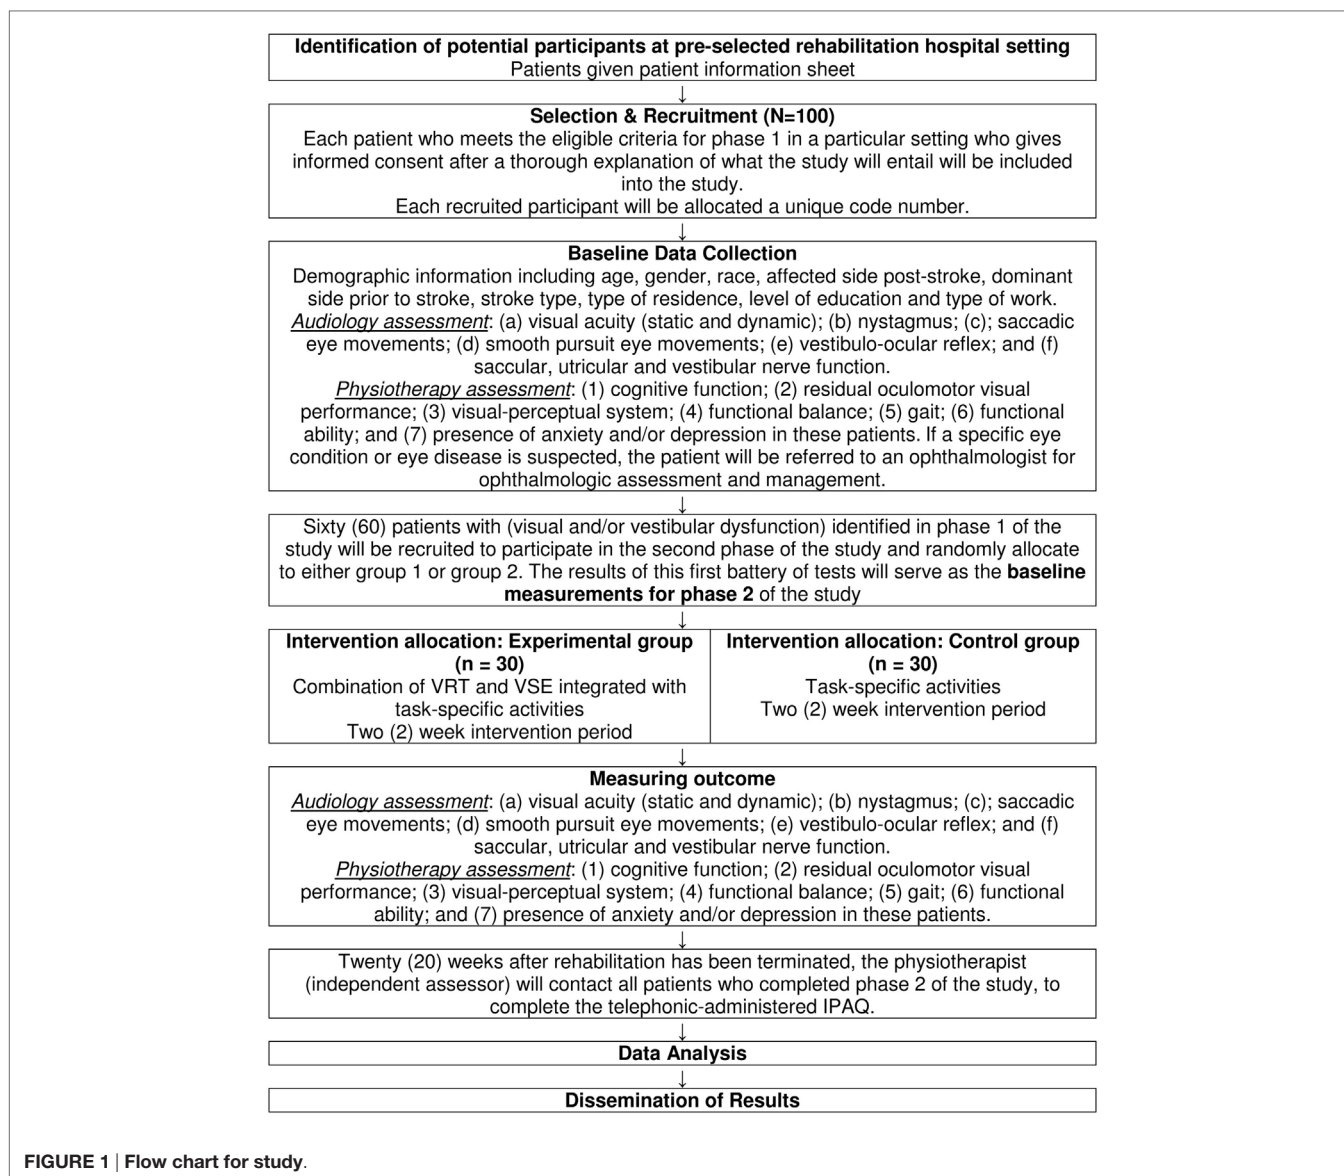 Identification of potential participants at pre-selected rehabilitation hospital setting
Patients given patient information sheet
↓
Selection & Recruitment (N=100)
Each patient who meets the eligible criteria for phase 1 in a particular setting who gives
informed consent after a thorough explanation of what the study will entail will be included
into the study.
Each recruited participant will be allocated a unique code number.
↓
Baseline Data Collection
Demographic information including age, gender, race, affected side post-stroke, dominant
side prior to stroke, stroke type, type of residence, level of education and type of work.
Audiology assessment: (a) visual acuity (static and dynamic); (b) nystagmus; (c); saccadic
eye movements; (d) smooth pursuit eye movements; (e) vestibulo-ocular reflex; and (f)
saccular, utricular and vestibular nerve function.
Physiotherapy assessment: (1) cognitive function; (2) residual oculomotor visual
performance; (3) visual-perceptual system; (4) functional balance; (5) gait; (6) functional
ability; and (7) presence of anxiety and/or depression in these patients. If a specific eye
condition or eye disease is suspected, the patient will be referred to an ophthalmologist for
ophthalmologic assessment and management.
↓
Sixty (60) patients with (visual and/or vestibular dysfunction) identified in phase 1 of the
study will be recruited to participate in the second phase of the study and randomly allocate
to either group 1 or group 2. The results of this first battery of tests will serve as the baseline
measurements for phase 2 of the study
↓
Intervention allocation: Experimental group
(n = 30)
Combination of VRT and VSE integrated with
task-specific activities
Two (2) week intervention period
Intervention allocation: Control group
(n = 30)
Task-specific activities
Two (2) week intervention period
↓
Measuring outcome
Audiology assessment: (a) visual acuity (static and dynamic); (b) nystagmus; (c); saccadic
eye movements; (d) smooth pursuit eye movements; (e) vestibulo-ocular reflex; and (f)
saccular, utricular and vestibular nerve function.
Physiotherapy assessment: (1) cognitive function; (2) residual oculomotor visual
performance; (3) visual-perceptual system; (4) functional balance; (5) gait; (6) functional
ability; and (7) presence of anxiety and/or depression in these patients.
↓
Twenty (20) weeks after rehabilitation has been terminated, the physiotherapist
(independent assessor) will contact all patients who completed phase 2 of the study, to
complete the telephonic-administered IPAQ.
↓
Data Analysis
↓
Dissemination of Results
FIGURE 1 | Flow chart for study.